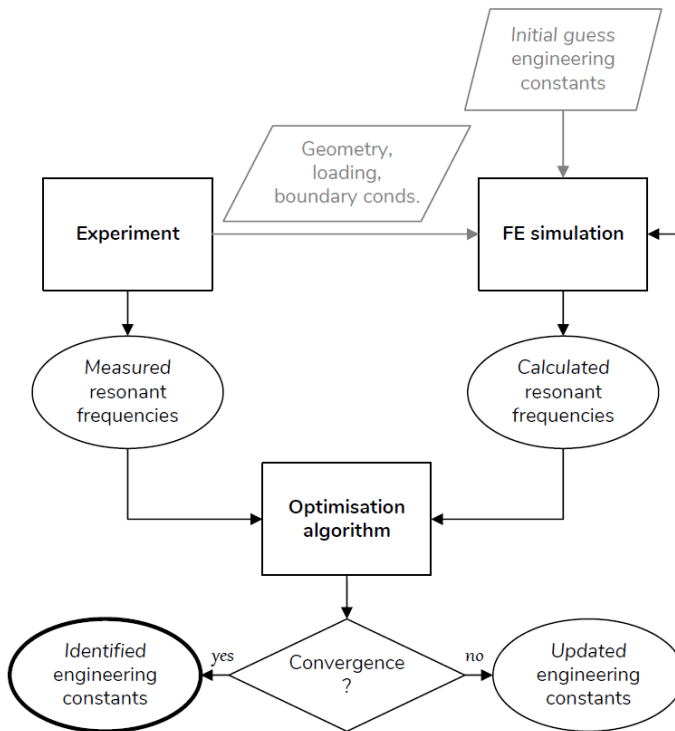 Initial guess
engineering
constants
Geometry,
loading,
boundary conds.
Experiment
FE simulation
Measured
resonant
frequencies
Calculated
resonant
frequencies
Optimisation
algorithm
Identified
engineering
constants
yes
Convergence
?
no
Updated
engineering
constants